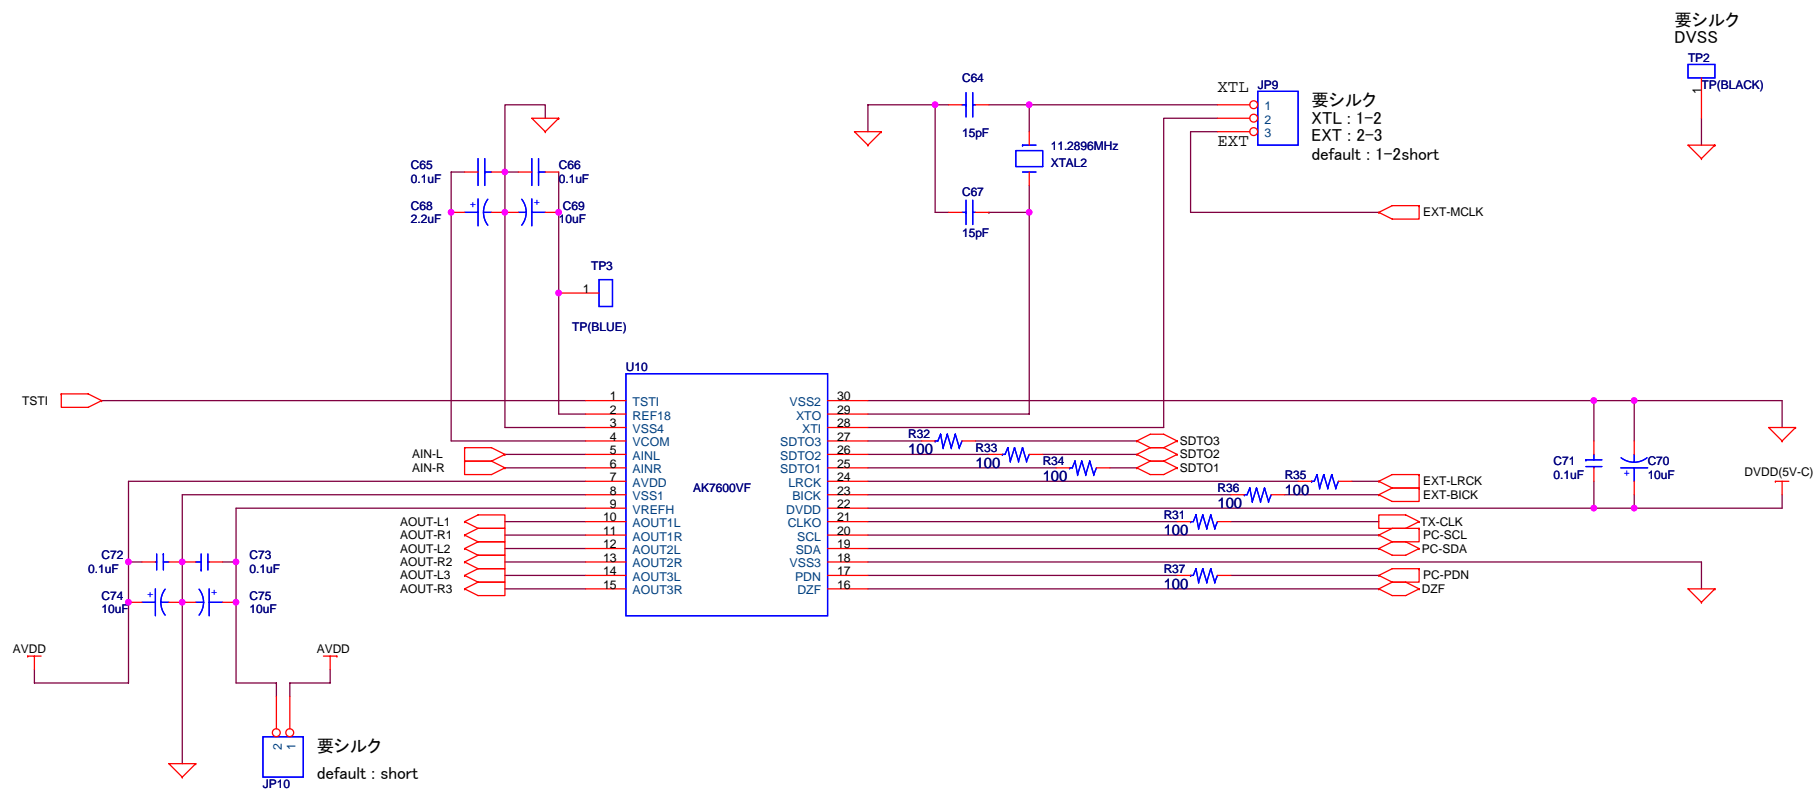 要シルク
DVSS
TP2
1
TP(BLACK)
C64
15pF
XTL
JP9
1
2
3
EXT
要シルク
XTL : 1-2
EXT : 2-3
default : 1-2short
11.2896MHz
XTAL2
C67
15pF
EXT-MCLK
C65
0.1uF
C66
0.1uF
C68
2.2uF
+
+
C69
10uF
TP3
1
TP(BLUE)
U10
AK7600VF
TSTI
1 TSTI
2 REF18
3 VSS4
4 VCOM
AIN-L 5 AINL
AIN-R 6 AINR
7 AVDD
8 VSS1
9 VREFH
AOUT-L1 10 AOUT1L
AOUT-R1 11 AOUT1R
AOUT-L2 12 AOUT2L
AOUT-R2 13 AOUT2R
AOUT-L3 14 AOUT3L
AOUT-R3 15 AOUT3R
VSS2 30
XTO 29
XTI 28
SDTO3 27 R32 100 SDTO3
SDTO2 26 R33 100 SDTO2
SDTO1 25 R34 100 SDTO1
LRCK 24 R35 100 EXT-LRCK
BICK 23 R36 100 EXT-BICK
DVDD 22
CLKO 21 R31 100 TX-CLK
SCL 20 PC-SCL
SDA 19 PC-SDA
VSS3 18
PDN 17 R37 100 PC-PDN
DZF 16 DZF
C71
0.1uF
C70
10uF
+
DVDD(5V-C)
C72
0.1uF
C73
0.1uF
C74
10uF
+
+
C75
10uF
AVDD
AVDD
2 1
JP10
要シルク
default : short